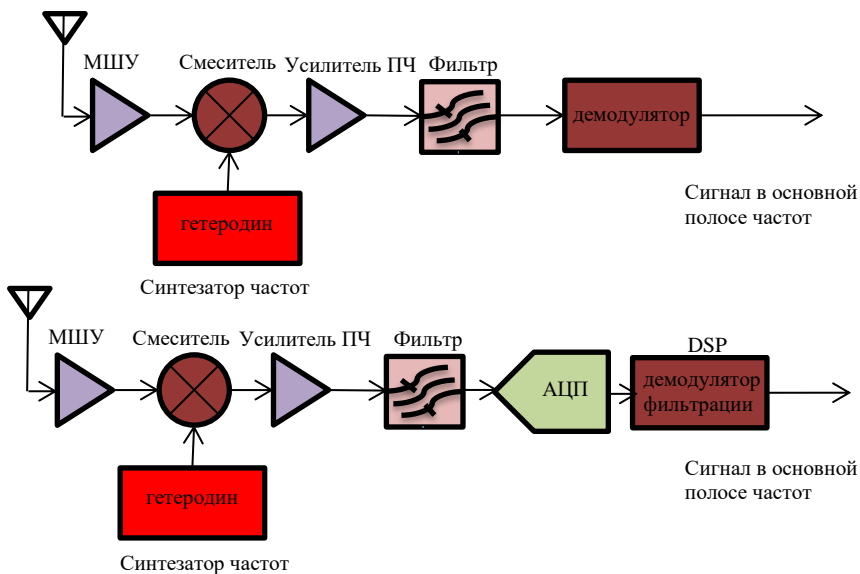 МШУ
Смеситель
Усилитель ПЧ
Фильтр
демодулятор
гетеродин
Сигнал в основной
полосе частот
Синтезатор частот
МШУ
Смеситель
Усилитель ПЧ
Фильтр
АЦП
DSP
демодулятор
фильтрации
гетеродин
Сигнал в основной
полосе частот
Синтезатор частот